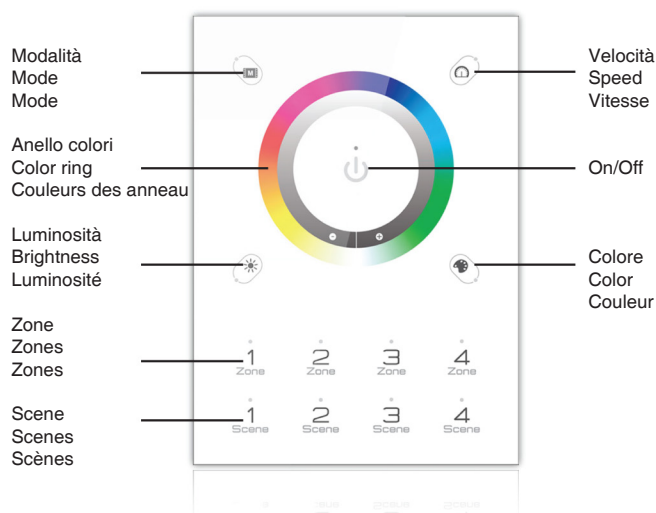 Modalità
Mode
Mode
M
Velocità
Speed
Vitesse
Anello colori
Color ring
Couleurs des anneau
On/Off
Luminosità
Brightness
Luminosité
Colore
Color
Couleur
Zone
Zones
Zones
1 2 3 4
Zone Zone Zone Zone
Scene
Scenes
Scènes
1 2 3 4
Scene Scene Scene Scene